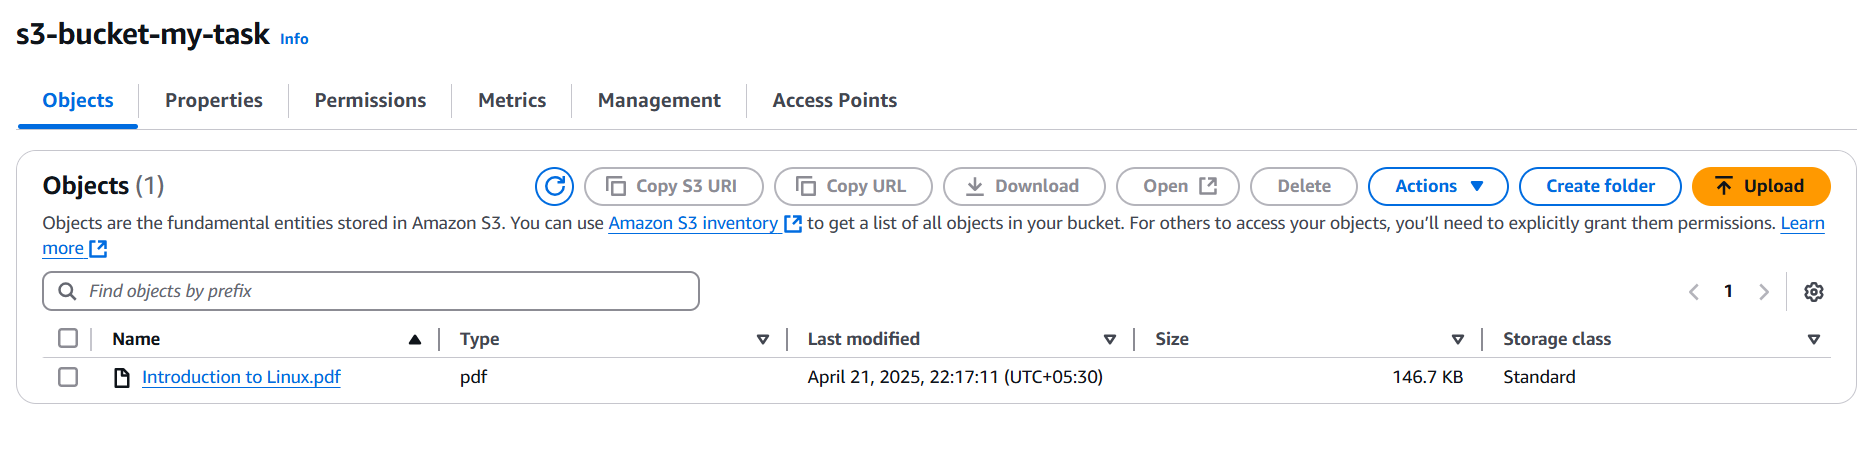 s3-bucket-my-task Info
Objects Properties Permissions Metrics Management Access Points
Objects (1) Copy S3 URI Copy URL Download Open Delete Actions Create folder Upload
Objects are the fundamental entities stored in Amazon S3. You can use Amazon S3 inventory to get a list of all objects in your bucket. For others to access your objects, you’ll need to explicitly grant them permissions. Learn
more
Find objects by prefix 1
Name Type Last modified Size Storage class
Introduction to Linux.pdf pdf April 21, 2025, 22:17:11 (UTC+05:30) 146.7 KB Standard